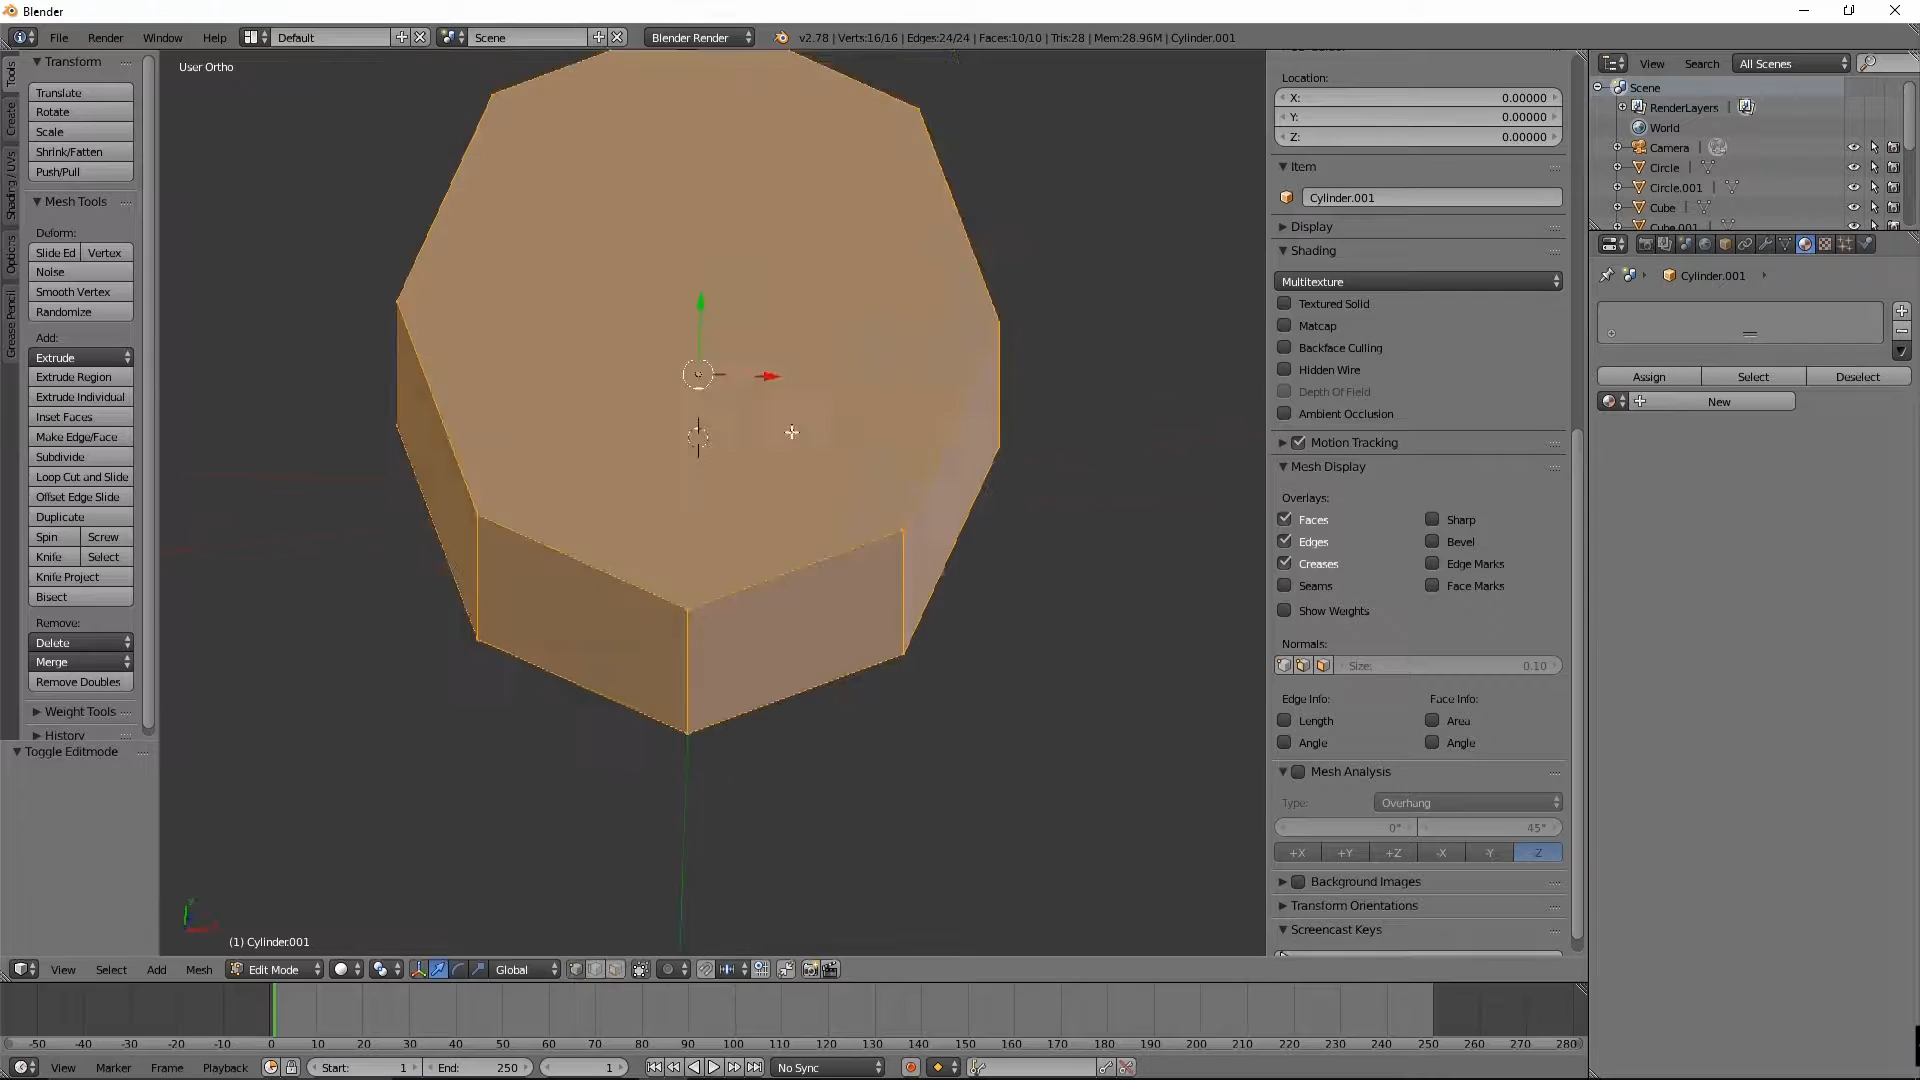 Blender
File Render Window Help Default Scene Blender Render v2.78 | Verts:16/16 | Edges:24/24 | Faces:10/10 | Tris:28 | Mem:28.96M | Cylinder.001
Tools
Create
Shading / UVs
Options
Grease Pencil
Transform
Translate
Rotate
Scale
Shrink/Fatten
Push/Pull
Mesh Tools
Deform:
Slide Ed Vertex
Noise
Smooth Vertex
Randomize
Add:
Extrude
Extrude Region
Extrude Individual
Inset Faces
Make Edge/Face
Subdivide
Loop Cut and Slide
Offset Edge Slide
Duplicate
Spin Screw
Knife Select
Knife Project
Bisect
Remove:
Delete
Merge
Remove Doubles
Weight Tools
History
Toggle Editmode
User Ortho
(1) Cylinder.001
Location:
X: 0.00000
Y: 0.00000
Z: 0.00000
Item
Cylinder.001
Display
Shading
Multitexture
Textured Solid
Matcap
Backface Culling
Hidden Wire
Depth Of Field
Ambient Occlusion
Motion Tracking
Mesh Display
Overlays:
Faces Sharp
Edges Bevel
Creases Edge Marks
Seams Face Marks
Show Weights
Normals:
Size: 0.10
Edge Info: Face Info:
Length Area
Angle Angle
Mesh Analysis
Type: Overhang
0° 45°
+X +Y +Z -X -Y -Z
Background Images
Transform Orientations
Screencast Keys
View Search All Scenes
Scene
RenderLayers
World
Camera
Circle
Circle.001
Cube
Cube.001
Cylinder.001
Assign Select Deselect
New
View Select Add Mesh Edit Mode Global
-50 -40 -30 -20 -10 0 10 20 30 40 50 60 70 80 90 100 110 120 130 140 150 160 170 180 190 200 210 220 230 240 250 260 270 280
View Marker Frame Playback Start: 1 End: 250 1 No Sync